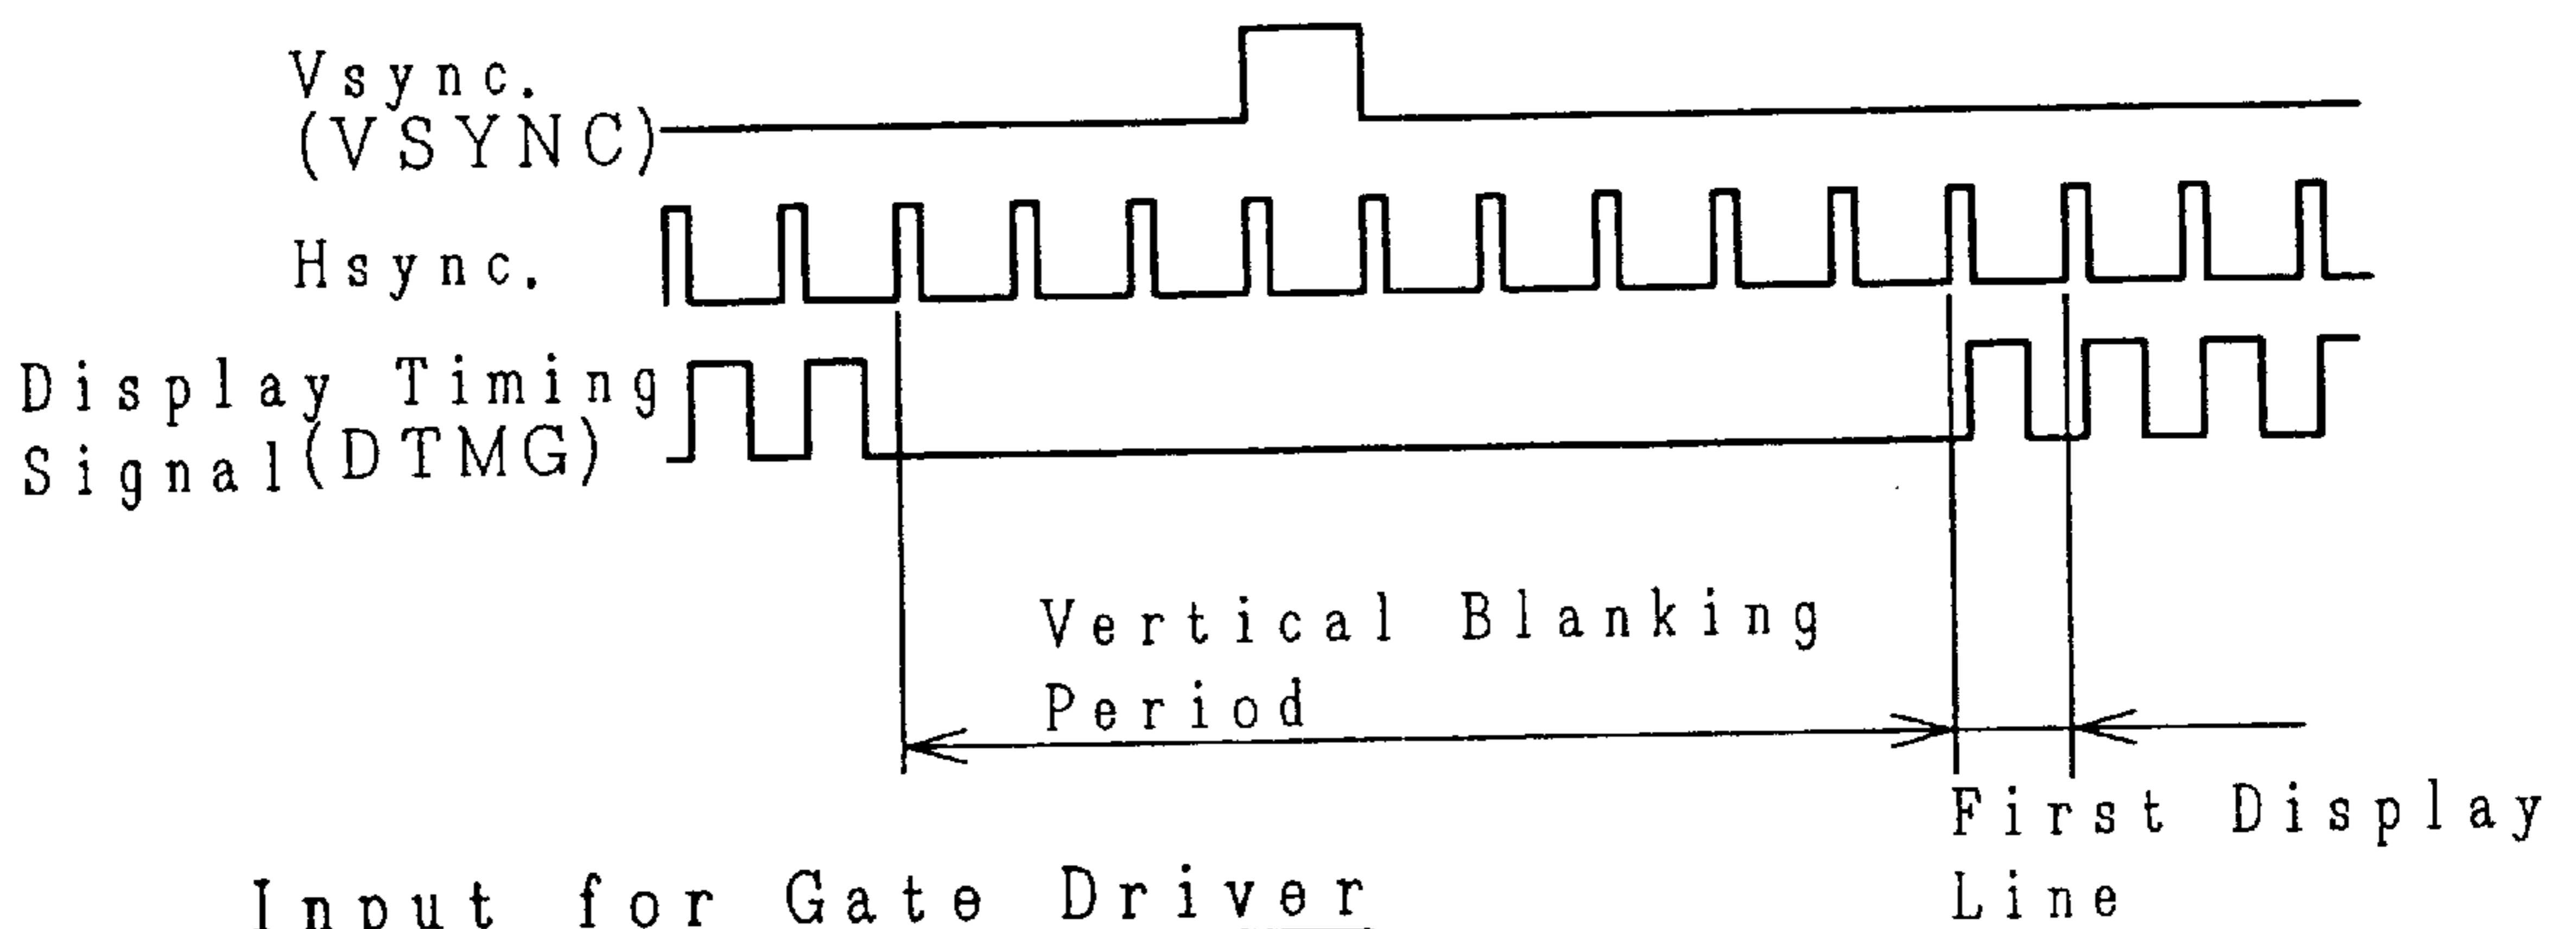 Vsync.
(VSYNC)
Hsync.
Display Timing
Signal(DTMG)
Vertical Blanking
Period
First Display
Line
Input for Gate Driver